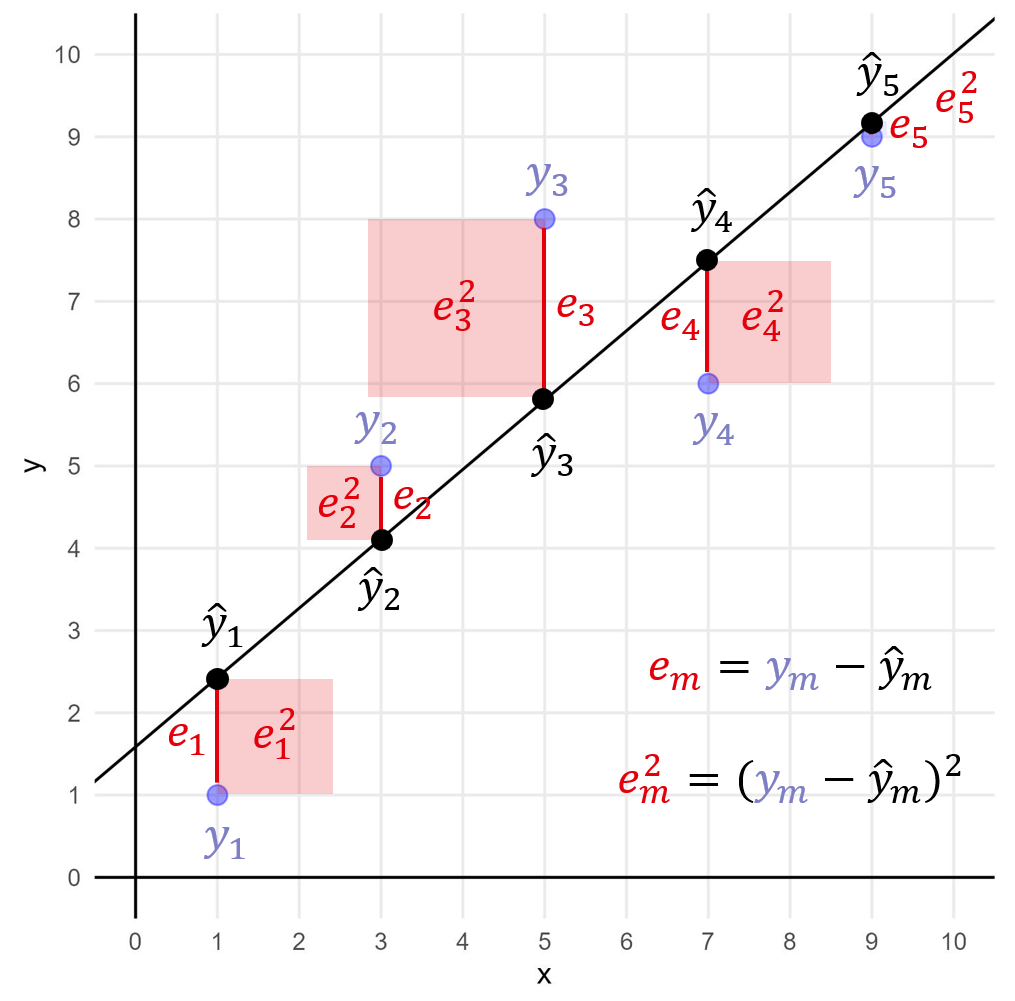 10
9
8
7
6
5
4
3
2
1
0
y
ŷ₅
e₅²
e₅
y₅
y₃
ŷ₄
e₃²
e₃
e₄
e₄²
y₂
y₄
ŷ₃
e₂²
e₂
ŷ₂
ŷ₁
e₁
e₁²
y₁
eₘ = yₘ − ŷₘ
eₘ² = (yₘ − ŷₘ)²
0 1 2 3 4 5 6 7 8 9 10
x